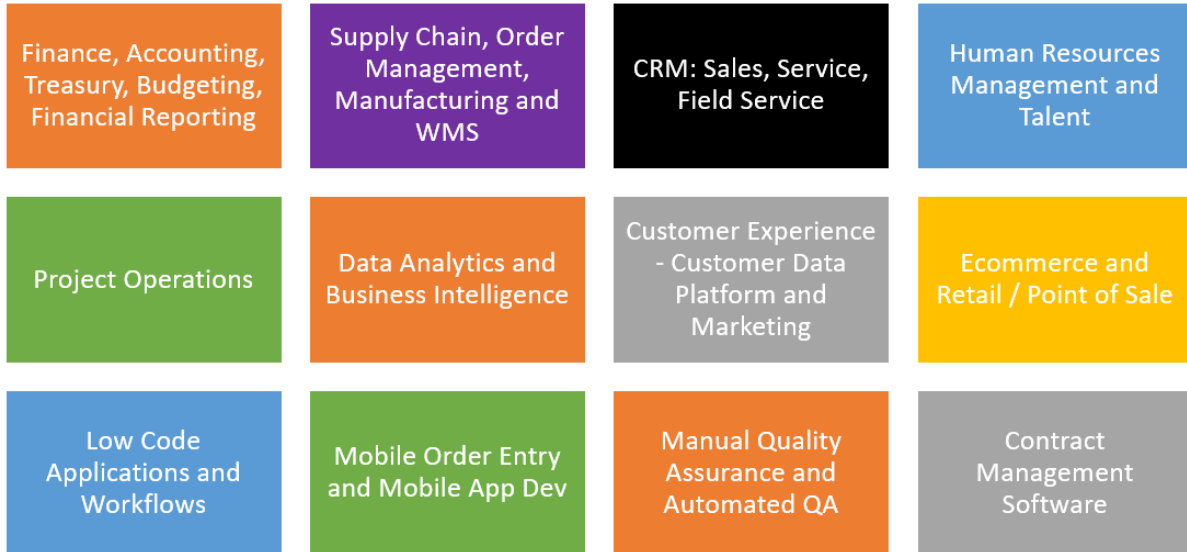 Finance, Accounting,
Treasury, Budgeting,
Financial Reporting
Supply Chain, Order
Management,
Manufacturing and
WMS
CRM: Sales, Service,
Field Service
Human Resources
Management and
Talent
Project Operations
Data Analytics and
Business Intelligence
Customer Experience
- Customer Data
Platform and
Marketing
Ecommerce and
Retail / Point of Sale
Low Code
Applications and
Workflows
Mobile Order Entry
and Mobile App Dev
Manual Quality
Assurance and
Automated QA
Contract
Management
Software